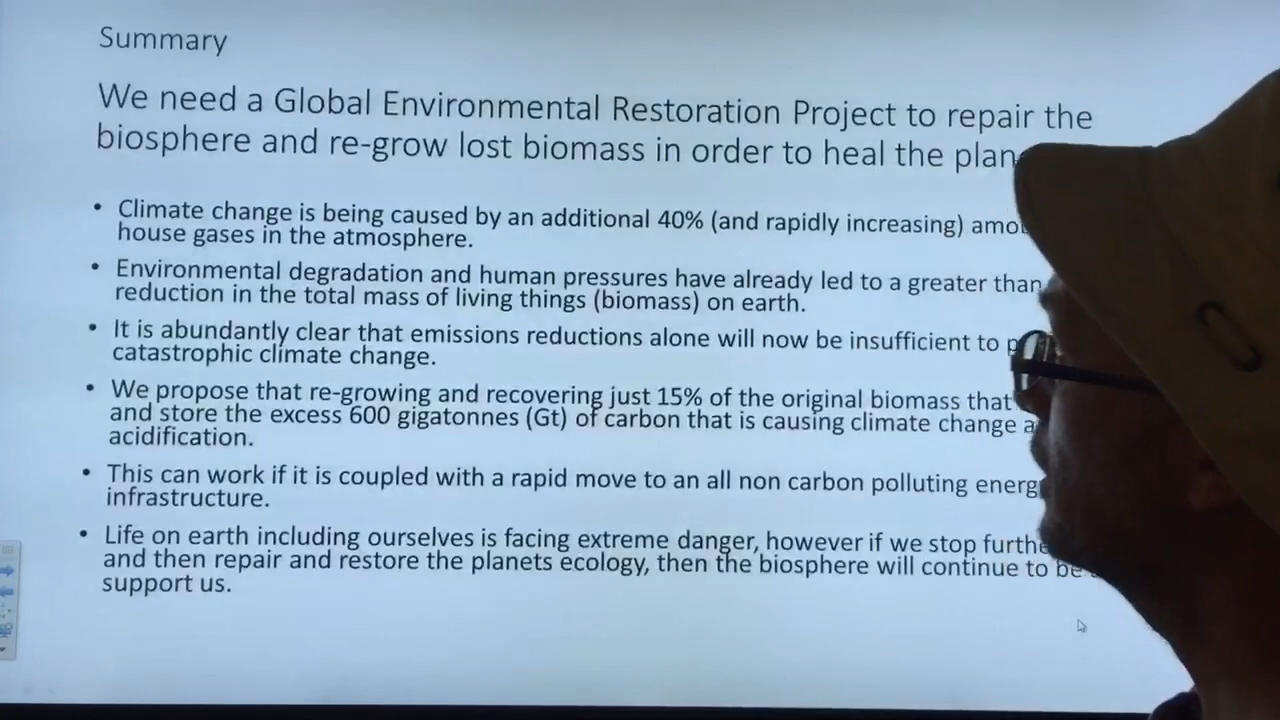 Summary
We need a Global Environmental Restoration Project to repair the
biosphere and re-grow lost biomass in order to heal the plan
• Climate change is being caused by an additional 40% (and rapidly increasing)
house gases in the atmosphere.
• Environmental degradation and human pressures have already led to a greater than
reduction in the total mass of living things (biomass) on earth.
• It is abundantly clear that emissions reductions alone will now be insufficient to
catastrophic climate change.
• We propose that re-growing and recovering just 15% of the original biomass that
and store the excess 600 gigatonnes (Gt) of carbon that is causing climate change
acidification.
• This can work if it is coupled with a rapid move to an all non carbon polluting energ
infrastructure.
• Life on earth including ourselves is facing extreme danger, however if we stop furthe
and then repair and restore the planets ecology, then the biosphere will continue to be
support us.